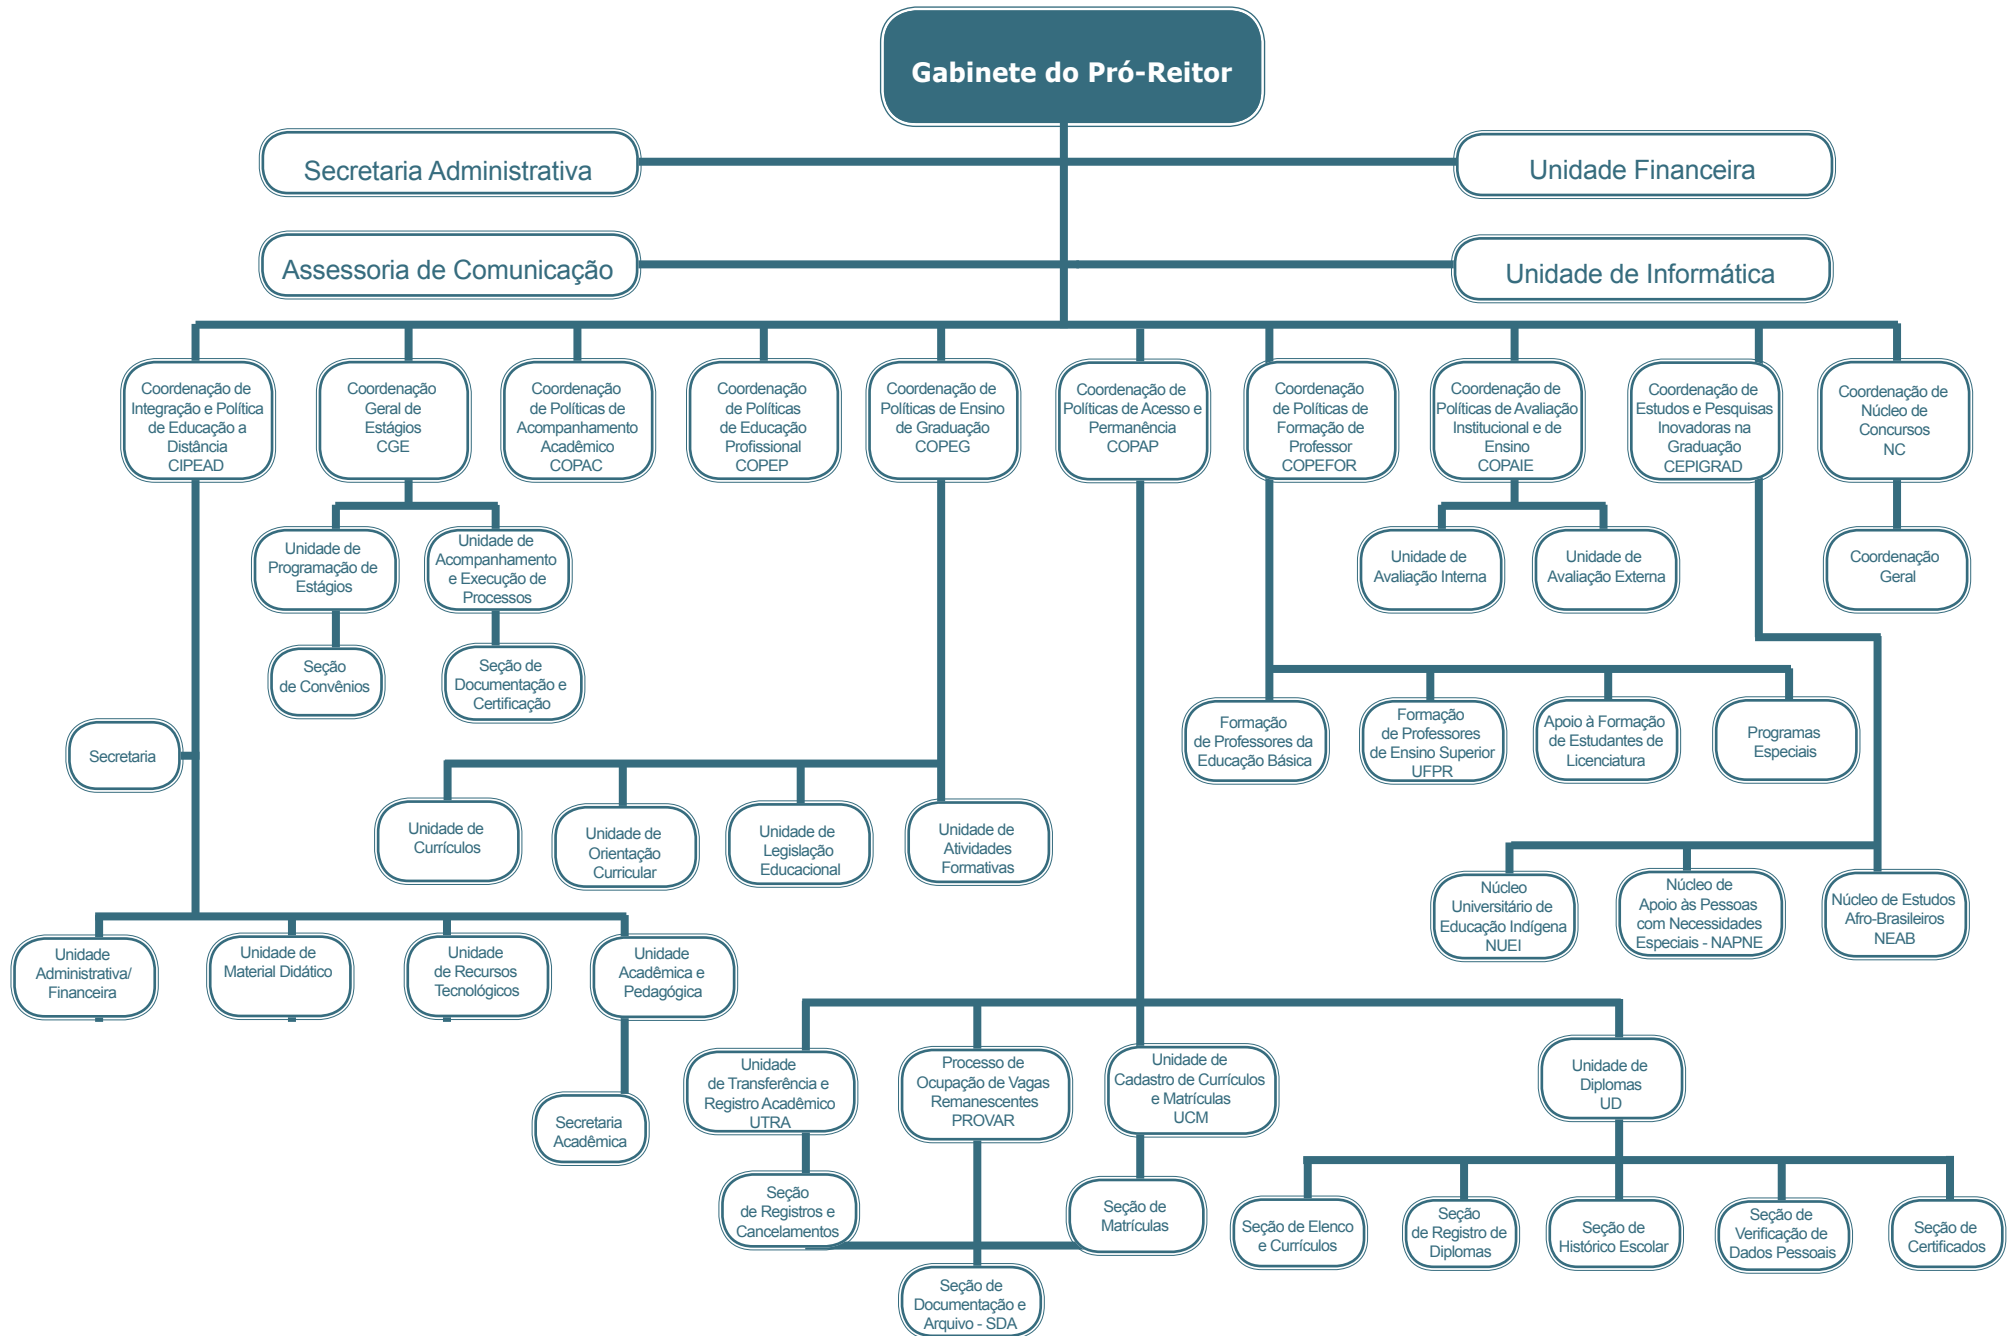 Gabinete do Pró-Reitor
Secretaria Administrativa
Unidade Financeira
Assessoria de Comunicação
Unidade de Informática
Coordenação de
Integração e Política
de Educação a
Distância
CIPEAD
Coordenação
Geral de
Estágios
CGE
Coordenação
de Políticas de
Acompanhamento
Acadêmico
COPAC
Coordenação
de Políticas
de Educação
Profissional
COPEP
Coordenação de
Políticas de Ensino
de Graduação
COPEG
Coordenação de
Políticas de Acesso e
Permanência
COPAP
Coordenação
de Políticas de
Formação de
Professor
COPEFOR
Coordenação de
Políticas de Avaliação
Institucional e de
Ensino
COPAIE
Coordenação de
Estudos e Pesquisas
Inovadoras na
Graduação
CEPIGRAD
Coordenação de
Núcleo de
Concursos
NC
Unidade de
Programação de
Estágios
Unidade de
Acompanhamento
e Execução de
Processos
Unidade de
Avaliação Interna
Unidade de
Avaliação Externa
Coordenação
Geral
Seção
de Convênios
Seção de
Documentação e
Certificação
Secretaria
Formação
de Professores da
Educação Básica
Formação
de Professores
de Ensino Superior
UFPR
Apoio à Formação
de Estudantes de
Licenciatura
Programas
Especiais
Unidade de
Currículos
Unidade de
Orientação
Curricular
Unidade de
Legislação
Educacional
Unidade de
Atividades
Formativas
Núcleo
Universitário de
Educação Indígena
NUEI
Núcleo de
Apoio às Pessoas
com Necessidades
Especiais - NAPNE
Núcleo de Estudos
Afro-Brasileiros
NEAB
Unidade
Administrativa/
Financeira
Unidade de
Material Didático
Unidade
de Recursos
Tecnológicos
Unidade
Acadêmica e
Pedagógica
Secretaria
Acadêmica
Unidade
de Transferência e
Registro Acadêmico
UTRA
Processo de
Ocupação de Vagas
Remanescentes
PROVAR
Unidade de
Cadastro de Currículos
e Matrículas
UCM
Unidade de
Diplomas
UD
Seção
de Registros e
Cancelamentos
Seção de
Matrículas
Seção de Elenco
e Currículos
Seção
de Registro de
Diplomas
Seção de
Histórico Escolar
Seção de
Verificação de
Dados Pessoais
Seção de
Certificados
Seção de
Documentação e
Arquivo - SDA